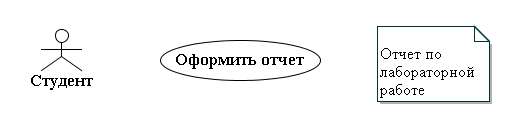 Студент
Оформить отчет
Отчет по
лабораторной
работе